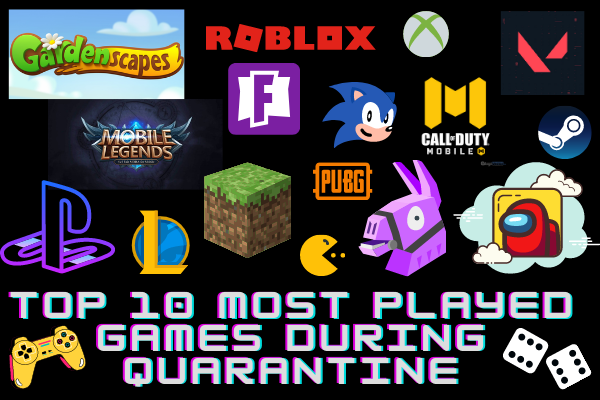 Gardenscapes
ROBLOX
F
MOBILE
LEGENDS
CALL OF DUTY
MOBILE
PUBG
L
TOP 10 MOST PLAYED
GAMES DURING
QUARANTINE